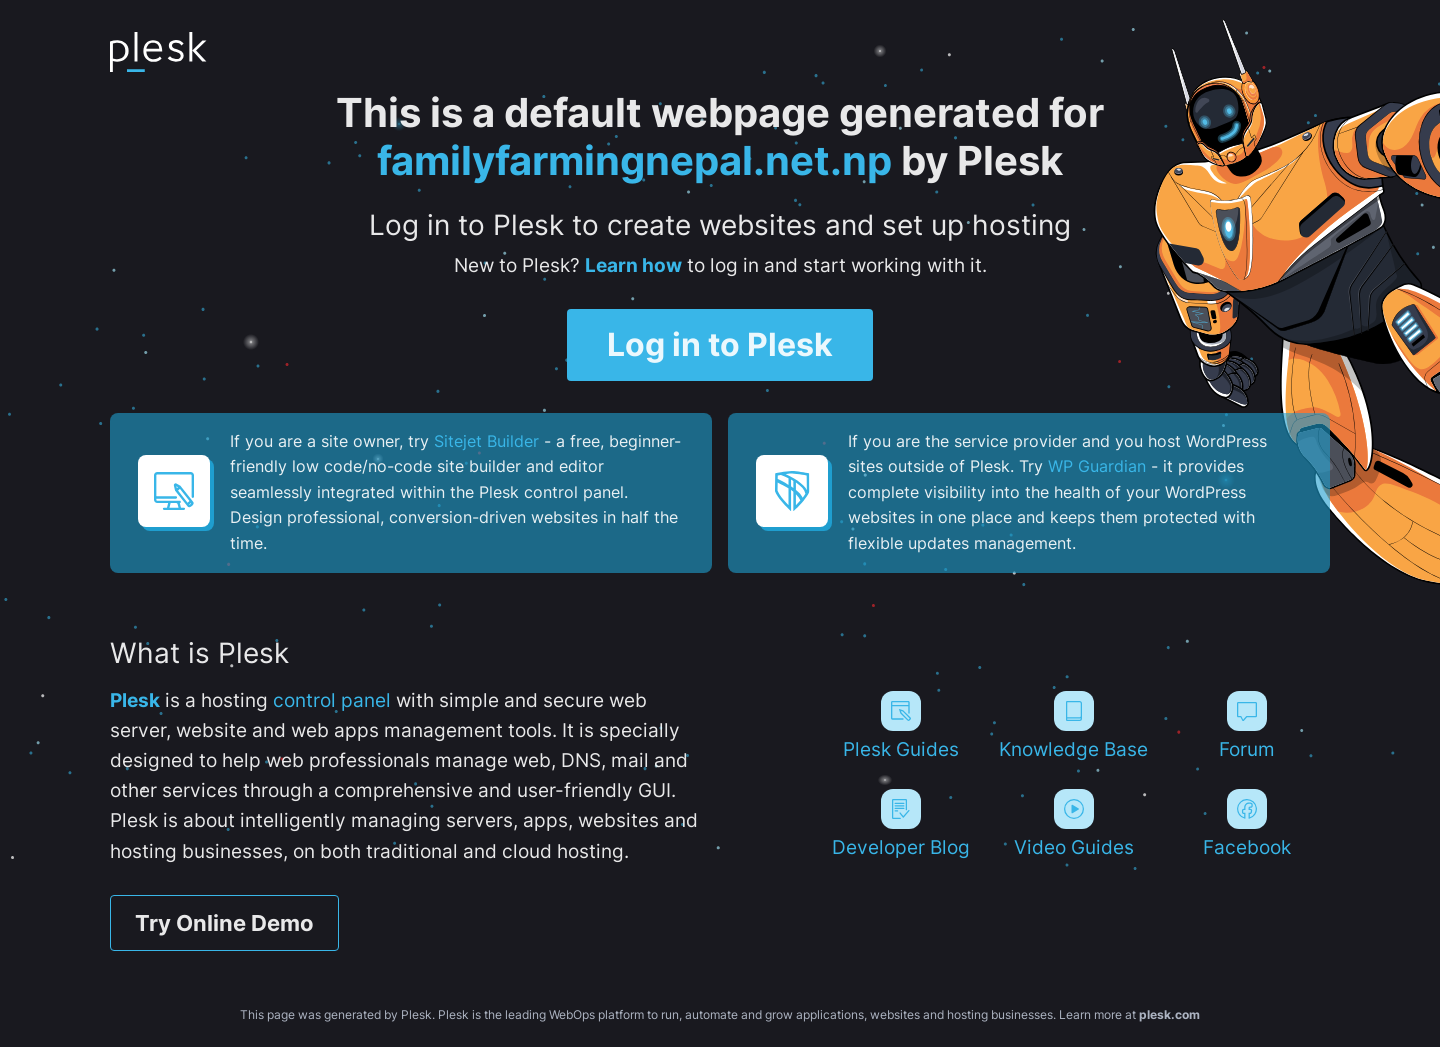 plesk
This is a default webpage generated for
familyfarmingnepal.net.np by Plesk
Log in to Plesk to create websites and set up hosting
New to Plesk? Learn how to log in and start working with it.
Log in to Plesk
If you are a site owner, try Sitejet Builder - a free, beginner-
friendly low code/no-code site builder and editor
seamlessly integrated within the Plesk control panel.
Design professional, conversion-driven websites in half the
time.
If you are the service provider and you host WordPress
sites outside of Plesk. Try WP Guardian - it provides
complete visibility into the health of your WordPress
websites in one place and keeps them protected with
flexible updates management.
What is Plesk
Plesk is a hosting control panel with simple and secure web
server, website and web apps management tools. It is specially
designed to help web professionals manage web, DNS, mail and
other services through a comprehensive and user-friendly GUI.
Plesk is about intelligently managing servers, apps, websites and
hosting businesses, on both traditional and cloud hosting.
Try Online Demo
Plesk Guides
Knowledge Base
Forum
Developer Blog
Video Guides
Facebook
This page was generated by Plesk. Plesk is the leading WebOps platform to run, automate and grow applications, websites and hosting businesses. Learn more at plesk.com